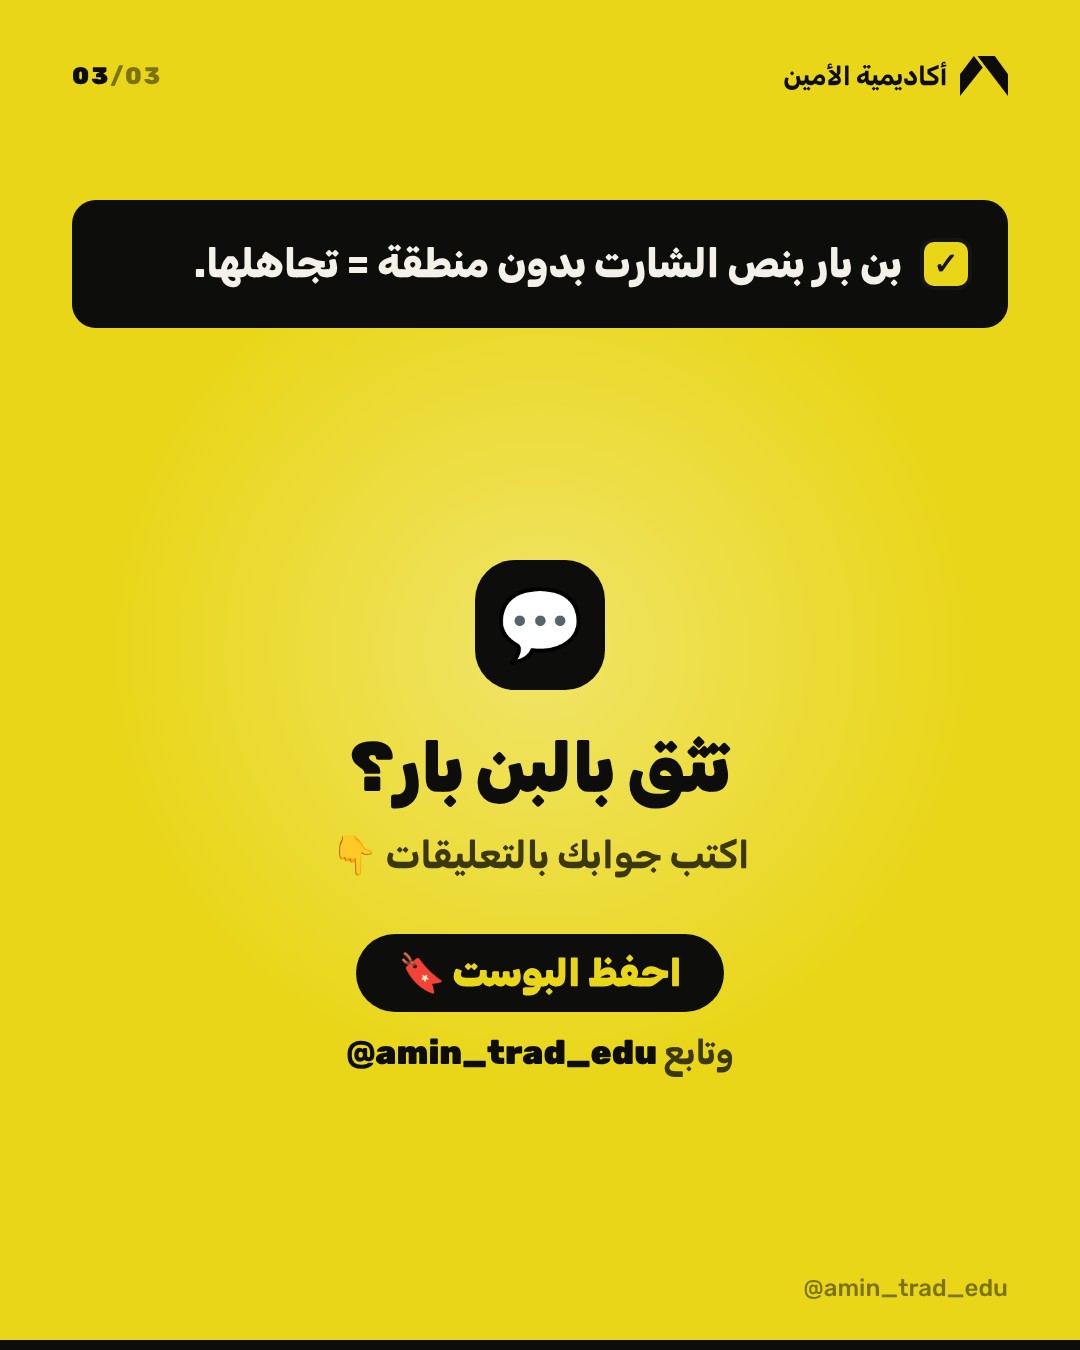 أكاديمية الأمين
03/03
✓ بن بار بنص الشارت بدون منطقة = تجاهلها.
تثق بالبن بار؟
اكتب جوابك بالتعليقات 👇
احفظ البوست 🔖
وتابع @amin_trad_edu
@amin_trad_edu